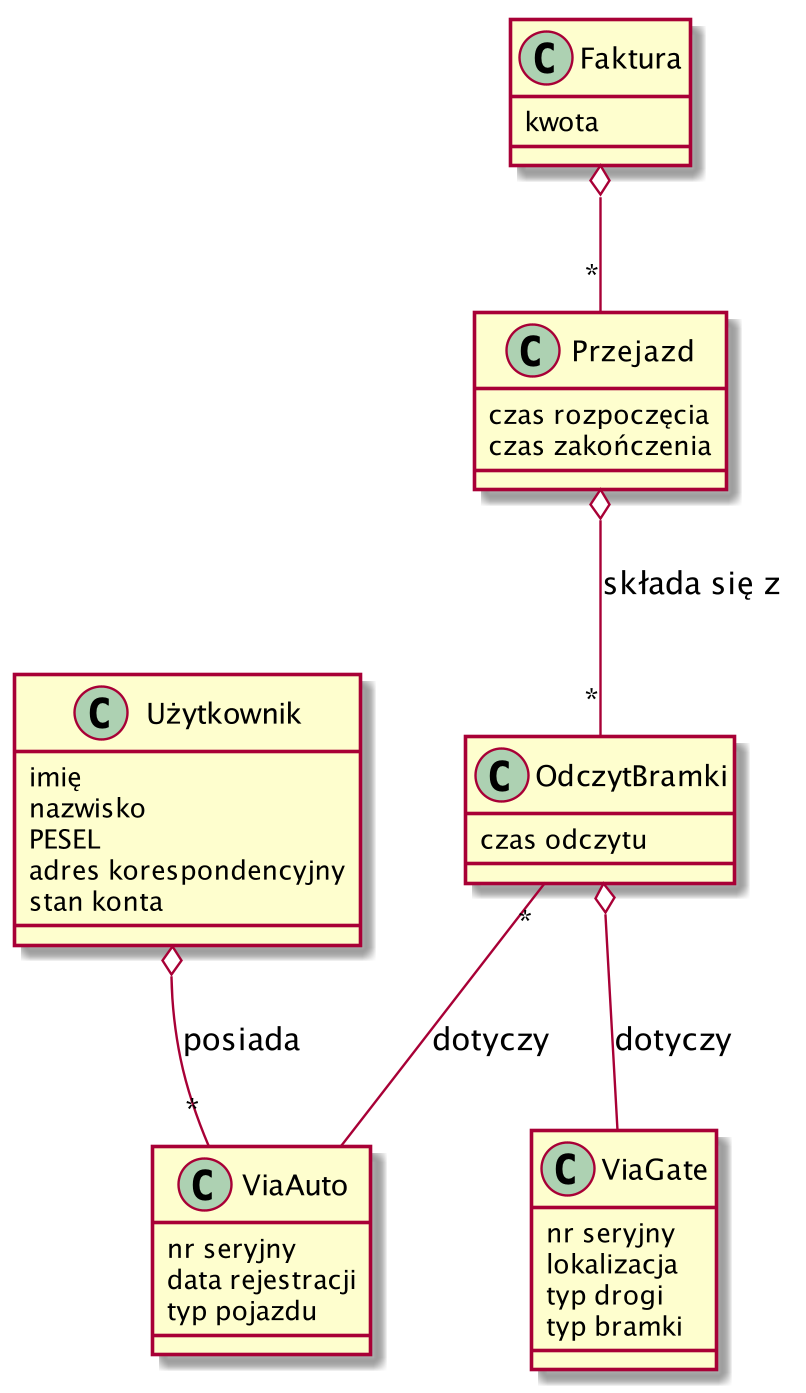 C Faktura
kwota
*
C Przejazd
czas rozpoczęcia
czas zakończenia
składa się z
*
C Użytkownik
imię
nazwisko
PESEL
adres korespondencyjny
stan konta
C OdczytBramki
czas odczytu
*
posiada
dotyczy
dotyczy
*
C ViaAuto
nr seryjny
data rejestracji
typ pojazdu
C ViaGate
nr seryjny
lokalizacja
typ drogi
typ bramki